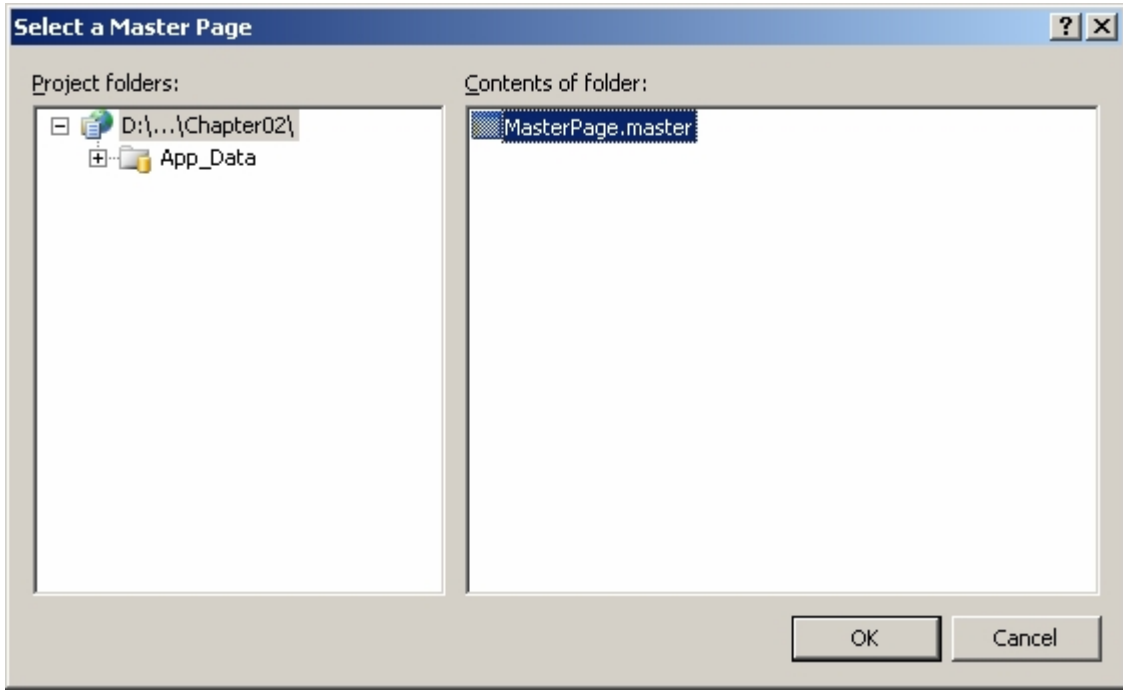 Select a Master Page
Project folders:
Contents of folder:
D:\...\Chapter02\
App_Data
MasterPage.master
OK
Cancel